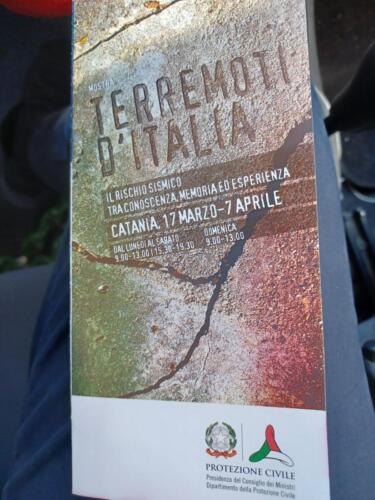 MOSTRA
TERREMOTI
D'ITALIA
IL RISCHIO SISMICO
TRA CONOSCENZA, MEMORIA ED ESPERIENZA
CATANIA, 17 MARZO-7 APRILE
DAL LUNEDÌ AL SABATO
9.00-13.00 | 15.30-19.30
DOMENICA
9.00-13.00
PROTEZIONE CIVILE
Presidenza del Consiglio dei Ministri
Dipartimento della Protezione Civile